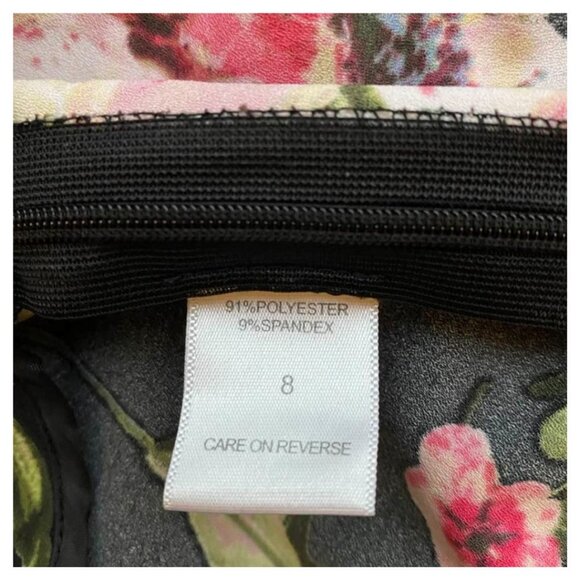 91%POLYESTER
9%SPANDEX
8
CARE ON REVERSE